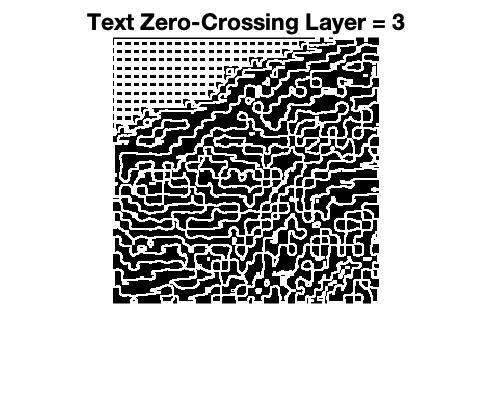 Text Zero-Crossing Layer = 3